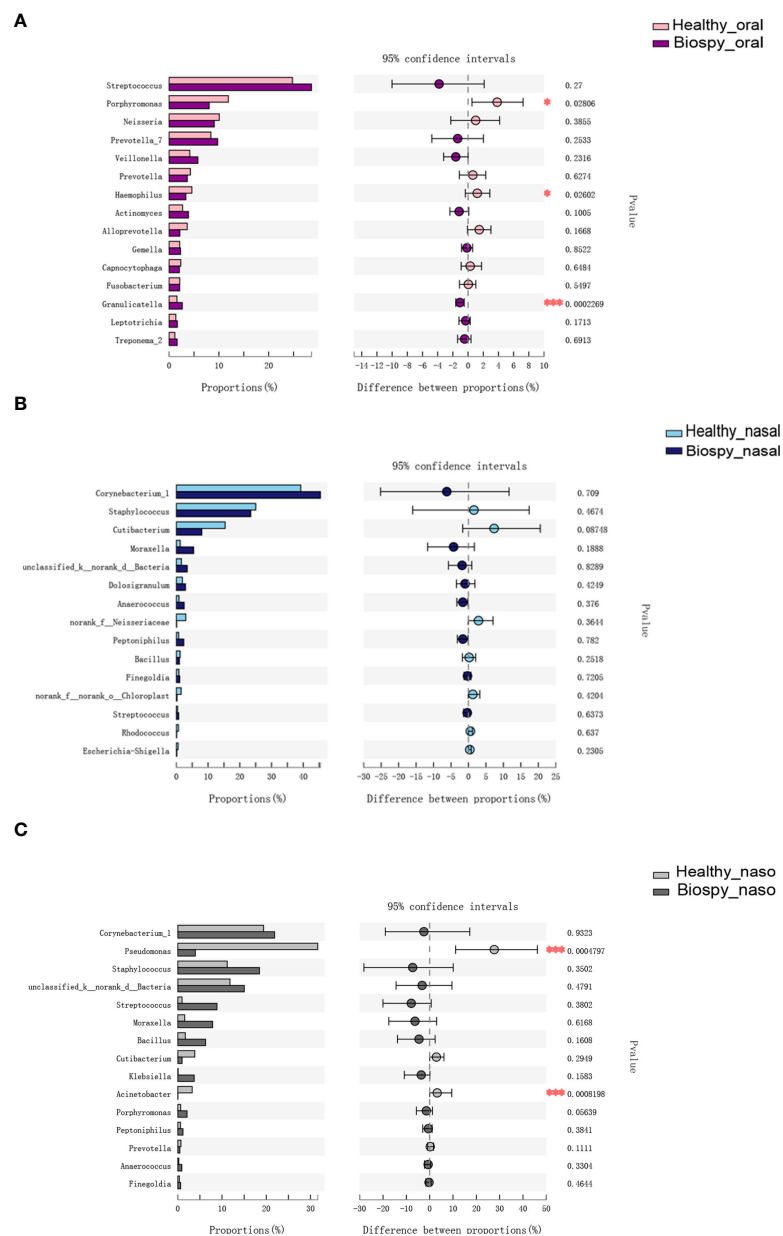 A
Healthy_oral
Biospy_oral
95% confidence intervals
Streptococcus 0.27
Porphyromonas * 0.02806
Neisseria 0.3855
Prevotella_7 0.2533
Veillonella 0.2316
Prevotella 0.6274
Haemophilus * 0.02602
Actinomyces 0.1005
Alloprevotella 0.1668
Gemella 0.8522
Capnocytophaga 0.6484
Fusobacterium 0.5497
Granulicatella *** 0.0002269
Leptotrichia 0.1713
Treponema_2 0.6913
Pvalue
0 10 20 -14 -12 -10 -8 -6 -4 -2 0 2 4 6 8 10
Proportions(%) Difference between proportions(%)
B
Healthy_nasal
Biospy_nasal
95% confidence intervals
Corynebacterium_1 0.709
Staphylococcus 0.4674
Cutibacterium 0.08748
Moraxella 0.1888
unclassified_k__norank_d__Bacteria 0.8289
Dolosigranulum 0.4249
Anaerococcus 0.376
norank_f__Neisseriaceae 0.3644
Peptoniphilus 0.782
Bacillus 0.2518
Finegoldia 0.7205
norank_f__norank_o__Chloroplast 0.4204
Streptococcus 0.6373
Rhodococcus 0.637
Escherichia-Shigella 0.2305
Pvalue
0 10 20 30 40 -30 -25 -20 -15 -10 -5 0 5 10 15 20 25
Proportions(%) Difference between proportions(%)
C
Healthy_naso
Biospy_naso
95% confidence intervals
Corynebacterium_1 0.9323
Pseudomonas *** 0.0004797
Staphylococcus 0.3502
unclassified_k__norank_d__Bacteria 0.4791
Streptococcus 0.3802
Moraxella 0.6168
Bacillus 0.1608
Cutibacterium 0.2949
Klebsiella 0.1583
Acinetobacter *** 0.0008198
Porphyromonas 0.05639
Peptoniphilus 0.3841
Prevotella 0.1111
Anaerococcus 0.3304
Finegoldia 0.4644
Pvalue
0 10 20 30 -30 -20 -10 0 10 20 30 40 50
Proportions(%) Difference between proportions(%)